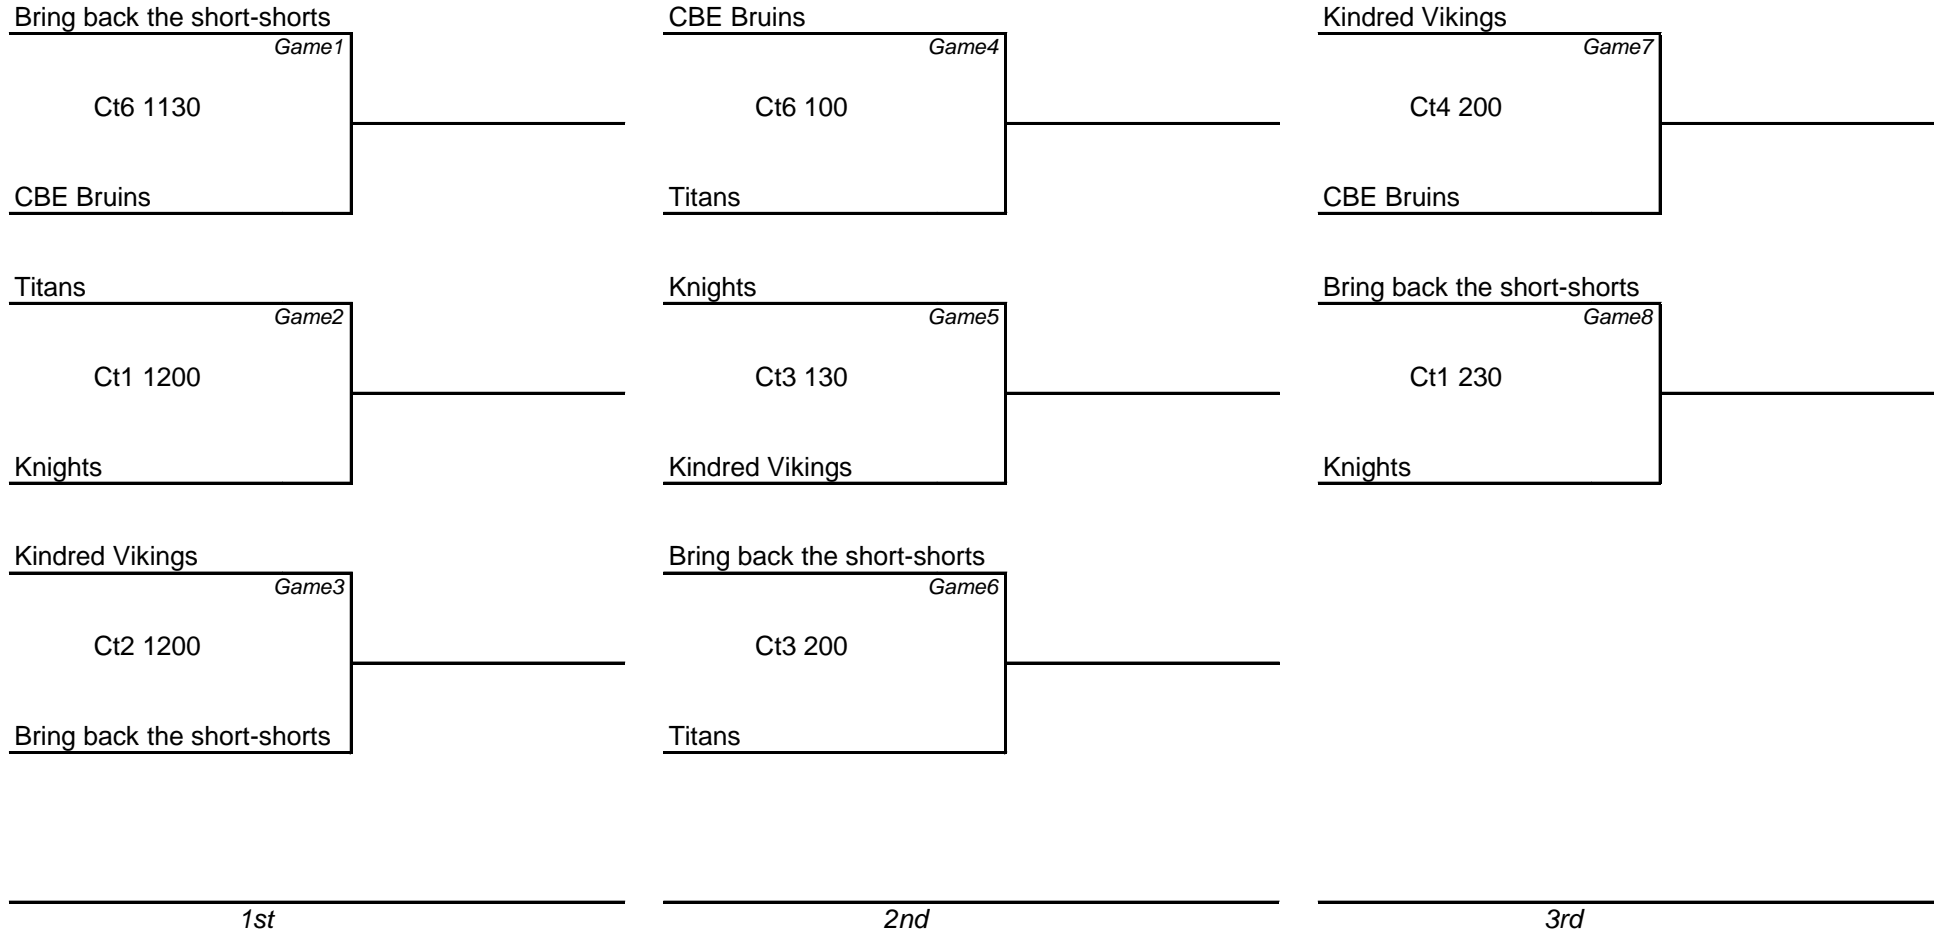 Bring back the short-shorts
Game1
Ct6 1130
CBE Bruins
Titans
Game2
Ct1 1200
Knights
Kindred Vikings
Game3
Ct2 1200
Bring back the short-shorts
1st
CBE Bruins
Game4
Ct6 100
Titans
Knights
Game5
Ct3 130
Kindred Vikings
Bring back the short-shorts
Game6
Ct3 200
Titans
2nd
Kindred Vikings
Game7
Ct4 200
CBE Bruins
Bring back the short-shorts
Game8
Ct1 230
Knights
3rd